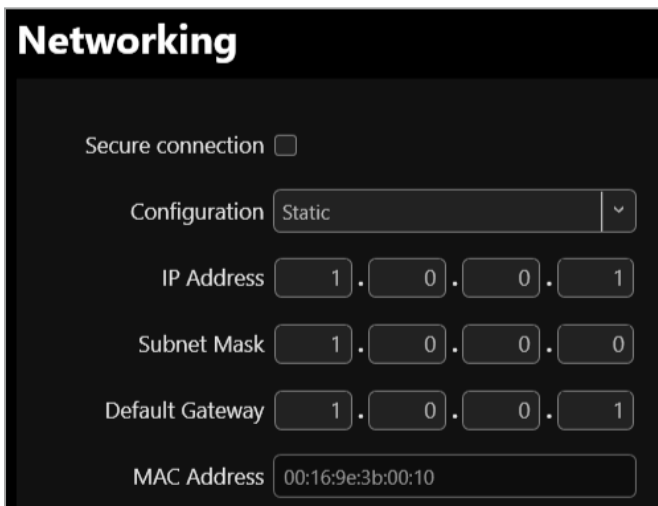 Networking
Secure connection
Configuration Static
IP Address 1 . 0 . 0 . 1
Subnet Mask 1 . 0 . 0 . 0
Default Gateway 1 . 0 . 0 . 1
MAC Address 00:16:9e:3b:00:10